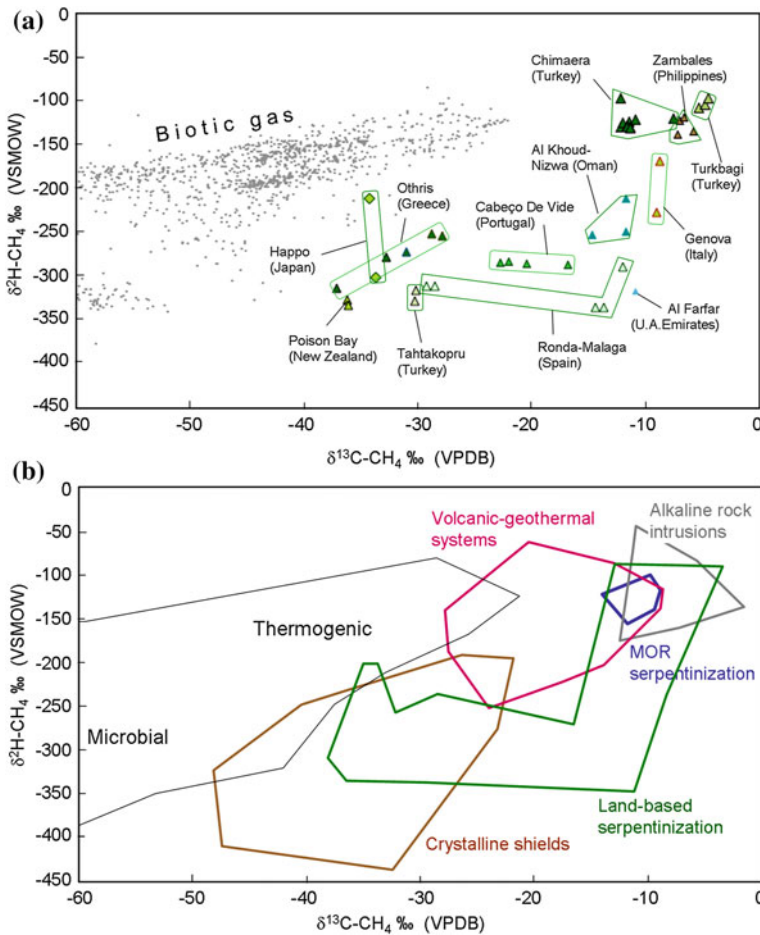 (a)
0
-50
-100
-150
-200
-250
-300
-350
-400
-450
δ²H-CH₄ ‰ (VSMOW)
Biotic gas
Chimaera
(Turkey)
Zambales
(Philippines)
Al Khoud-
Nizwa (Oman)
Turkbagi
(Turkey)
Othris
(Greece)
Cabeço De Vide
(Portugal)
Happo
(Japan)
Genova
(Italy)
Poison Bay
(New Zealand)
Tahtakopru
(Turkey)
Ronda-Malaga
(Spain)
Al Farfar
(U.A.Emirates)
-60 -50 -40 -30 -20 -10 0
δ¹³C-CH₄ ‰ (VPDB)
(b)
0
-50
-100
-150
-200
-250
-300
-350
-400
-450
δ²H-CH₄ ‰ (VSMOW)
Volcanic-geothermal
systems
Alkaline rock
intrusions
Thermogenic
MOR
serpentinization
Microbial
Land-based
serpentinization
Crystalline shields
-60 -50 -40 -30 -20 -10 0
δ¹³C-CH₄ ‰ (VPDB)